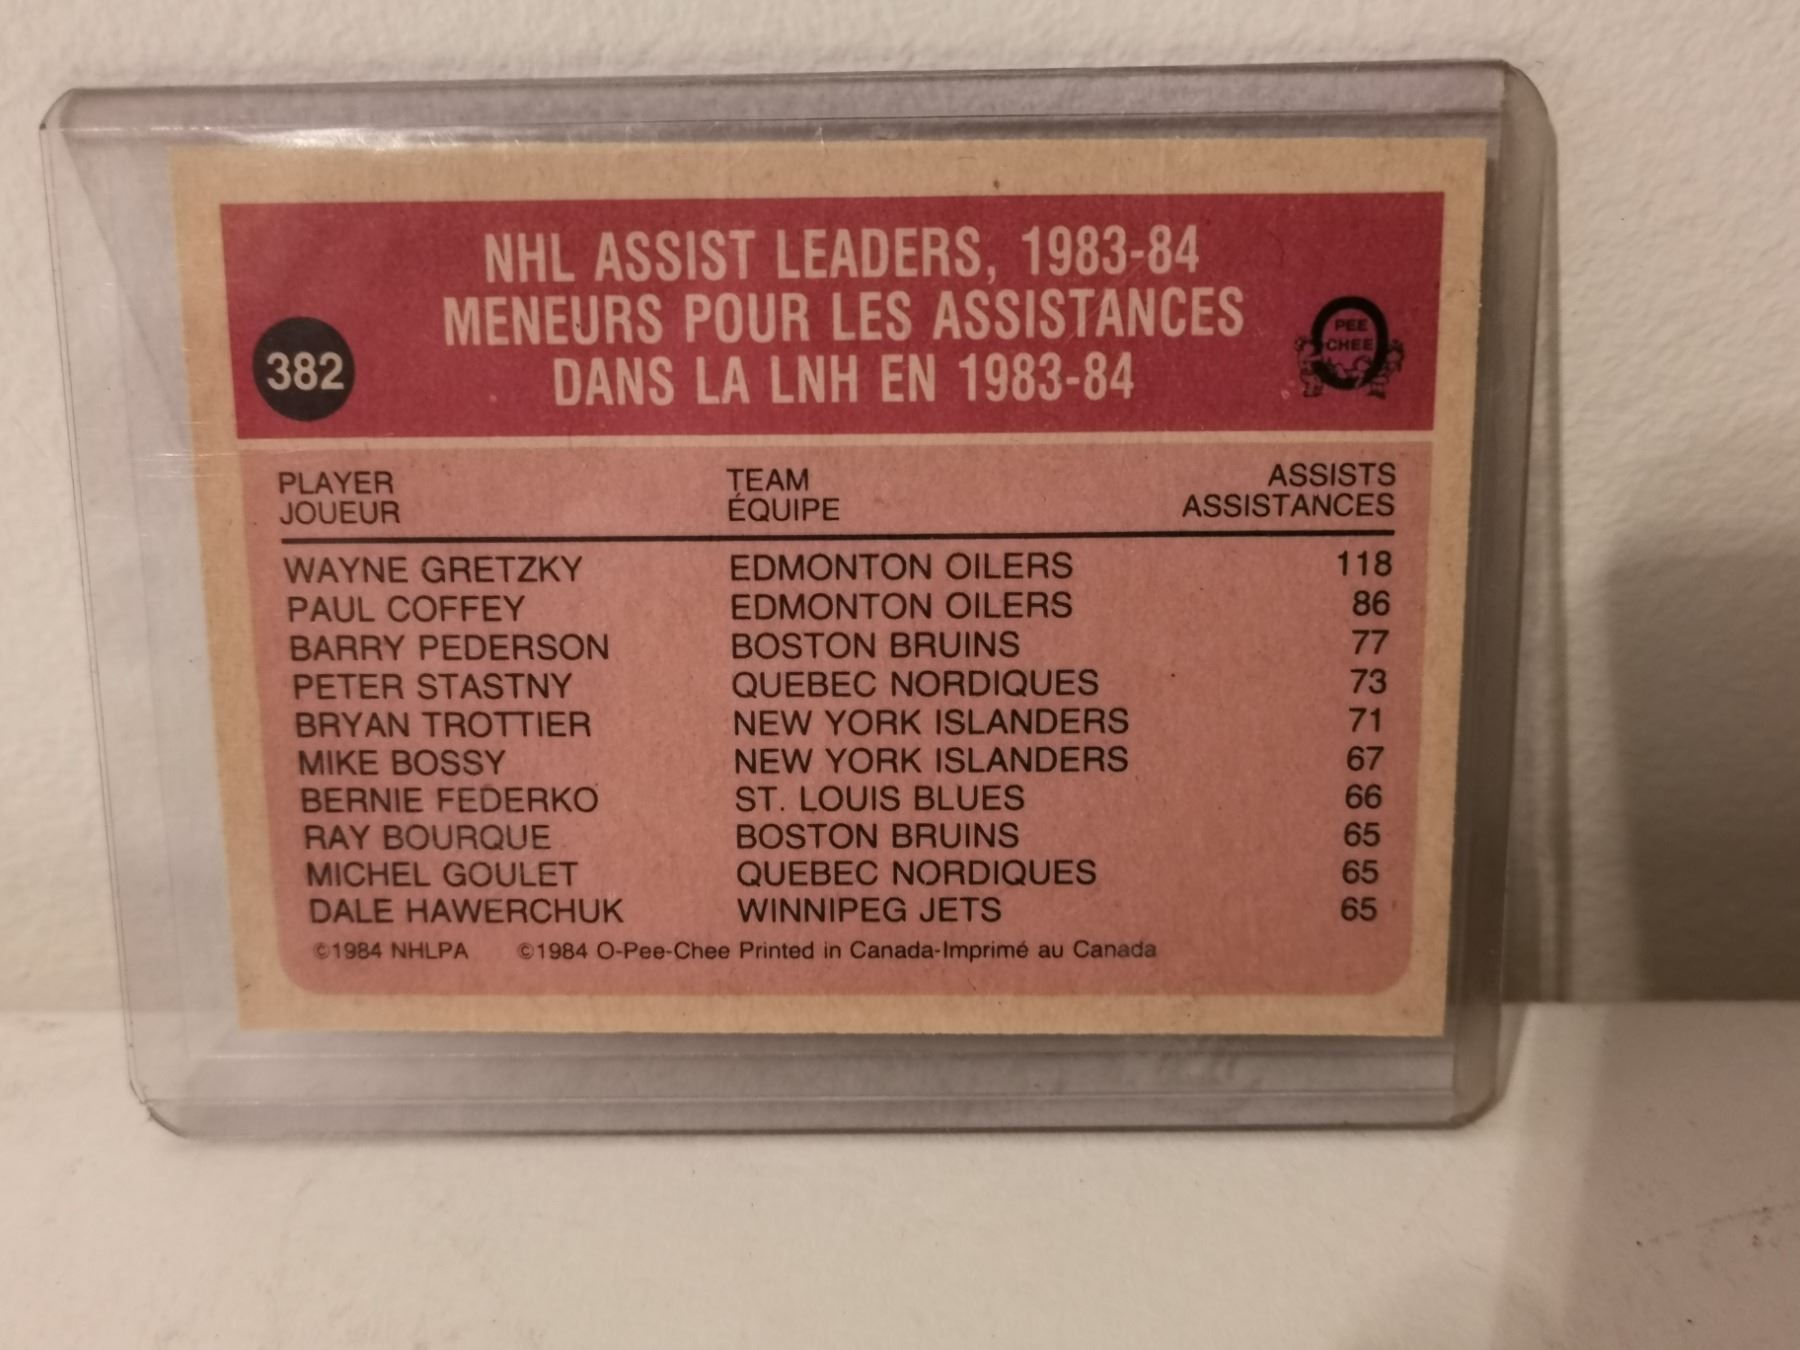 NHL ASSIST LEADERS, 1983-84
MENEURS POUR LES ASSISTANCES
DANS LA LNH EN 1983-84
382
O
PEE
CHEE
PLAYER TEAM ASSISTS
JOUEUR ÉQUIPE ASSISTANCES
WAYNE GRETZKY EDMONTON OILERS 118
PAUL COFFEY EDMONTON OILERS 86
BARRY PEDERSON BOSTON BRUINS 77
PETER STASTNY QUEBEC NORDIQUES 73
BRYAN TROTTIER NEW YORK ISLANDERS 71
MIKE BOSSY NEW YORK ISLANDERS 67
BERNIE FEDERKO ST. LOUIS BLUES 66
RAY BOURQUE BOSTON BRUINS 65
MICHEL GOULET QUEBEC NORDIQUES 65
DALE HAWERCHUK WINNIPEG JETS 65
©1984 NHLPA ©1984 O-Pee-Chee Printed in Canada-Imprimé au Canada